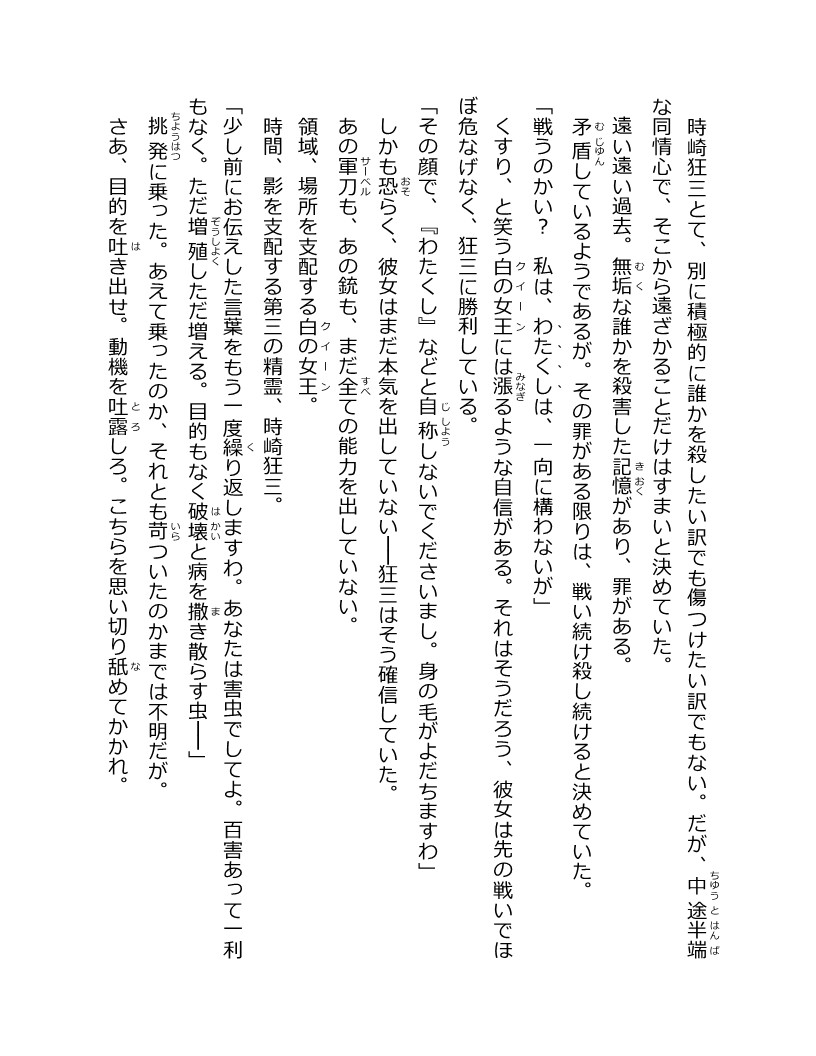 時崎狂三とて、別に積極的に誰かを殺したい訳でも傷つけたい訳でもない。だが、中途半端
な同情心で、そこから遠ざかることだけはすまいと決めていた。
遠い遠い過去。無垢な誰かを殺害した記憶があり、罪がある。
矛盾しているようであるが。その罪がある限りは、戦い続け殺し続けると決めていた。
「戦うのかい？　私は、わたくしは、一向に構わないが」
くすり、と笑う白の女王には漲るような自信がある。それはそうだろう、彼女は先の戦いでほ
ぼ危なげなく、狂三に勝利している。
「その顔で、『わたくし』などと自称しないでくださいまし。身の毛がよだちますわ」
しかも恐らく、彼女はまだ本気を出していない――狂三はそう確信していた。
あの軍刀も、あの銃も、まだ全ての能力を出していない。
領域、場所を支配する白の女王。
時間、影を支配する第三の精霊、時崎狂三。
「少し前にお伝えした言葉をもう一度繰り返しますわ。あなたは害虫でしてよ。百害あって一利
もなく。ただ増殖しただ増える。目的もなく破壊と病を撒き散らす虫――」
挑発に乗った。あえて乗ったのか、それとも苛ついたのかまでは不明だが。
さあ、目的を吐き出せ。動機を吐露しろ。こちらを思い切り舐めてかかれ。